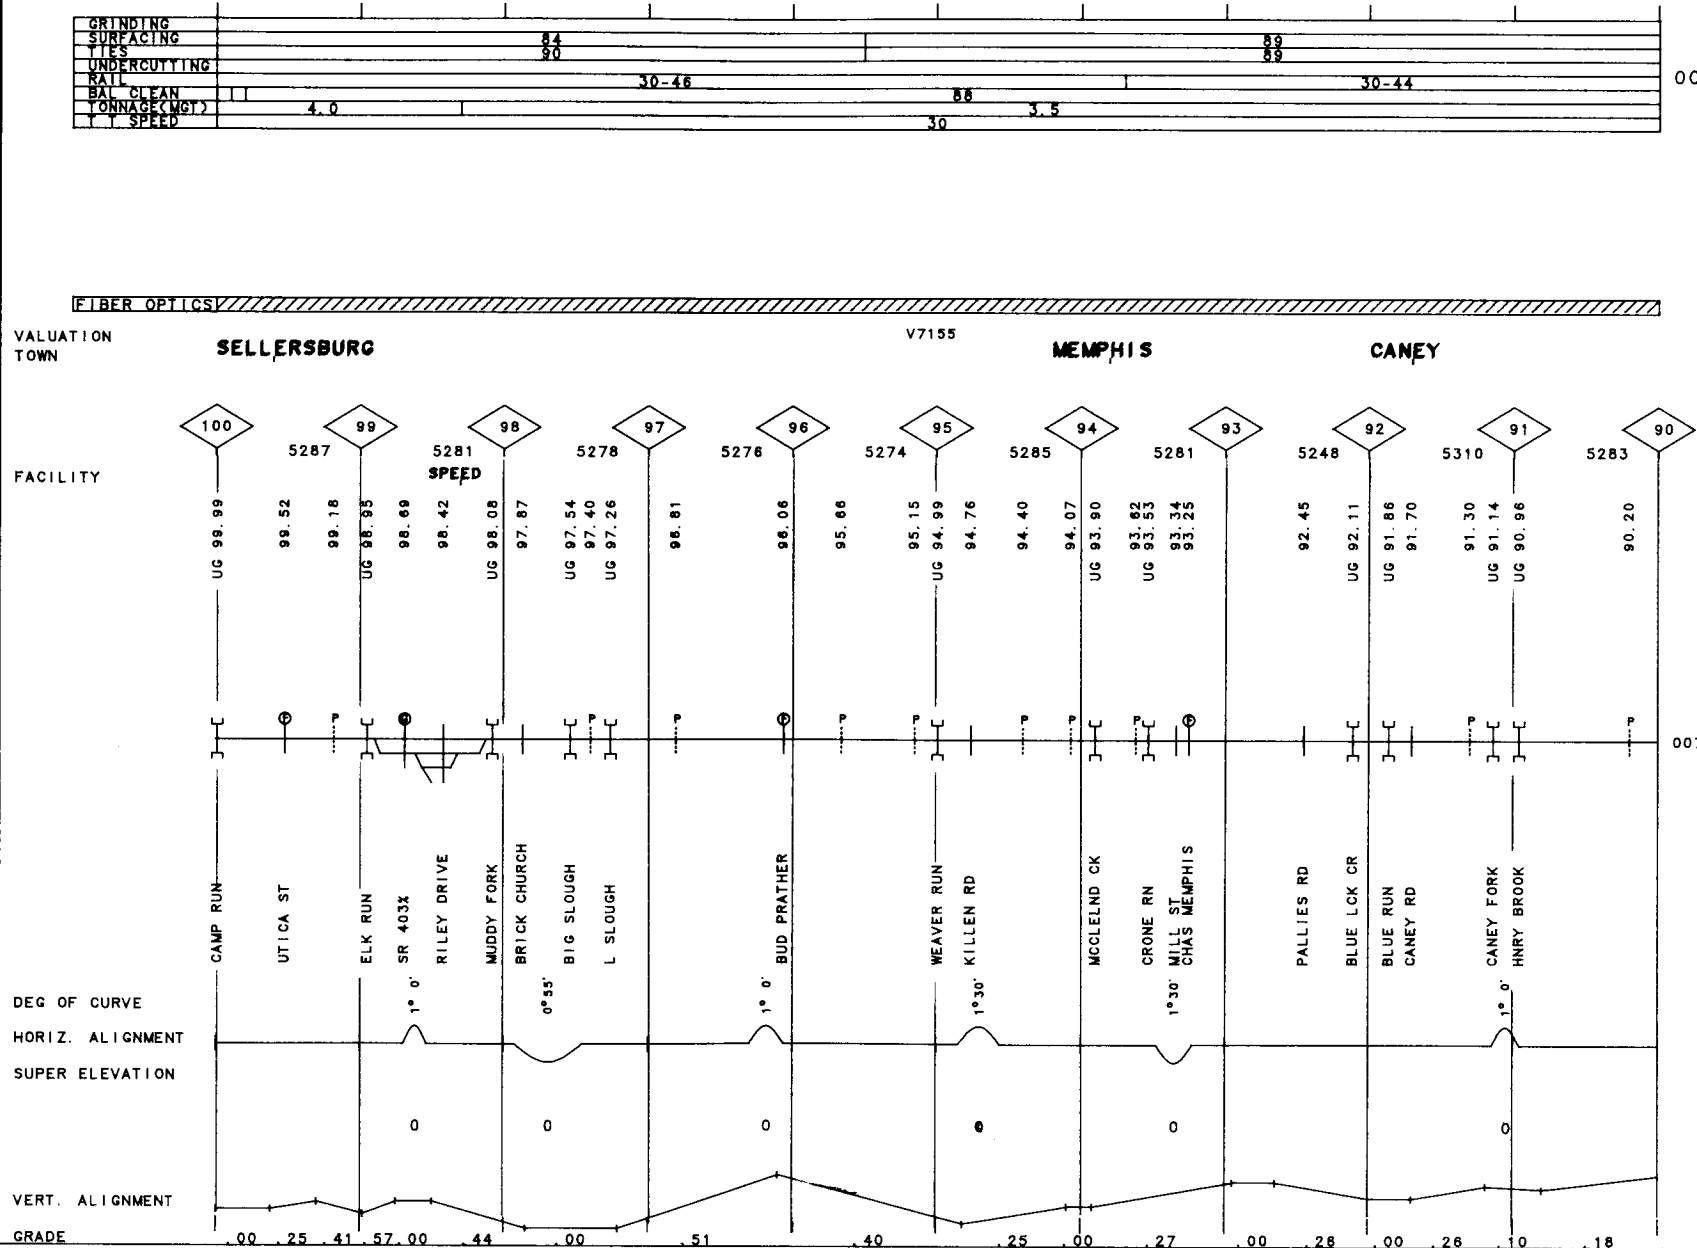 GRINDING
SURFACING 84 89
TIES 90 89
UNDERCUTTING
RAIL 30-46 30-44 00
BAL CLEAN 88
TONNAGE(MGT) 4.0 3.5
T T SPEED 30
FIBER OPTICS
VALUATION V7155
TOWN SELLERSBURG MEMPHIS CANEY
100 99 98 97 96 95 94 93 92 91 90
5287 5281 5278 5276 5274 5285 5281 5248 5310 5283
FACILITY SPEED
UG 99.99 99.52 99.18 UG 98.95 98.69 98.42 UG 98.08 97.87 UG 97.54 97.40 UG 97.26 96.81 96.06 95.66 95.15 UG 94.99 94.76 94.40 94.07 UG 93.90 93.62 UG 93.53 93.34 93.25 92.45 UG 92.11 UG 91.86 91.70 91.30 UG 91.14 UG 90.96 90.20
P P P F P P P P P F P P
007
CAMP RUN UTICA ST ELK RUN SR 403% RILEY DRIVE MUDDY FORK BRICK CHURCH BIG SLOUGH L SLOUGH BUD PRATHER WEAVER RUN KILLEN RD MCCLELND CK CRONE RN MILL ST CHAS MEMPHIS PALLIES RD BLUE LCK CR BLUE RUN CANEY RD CANEY FORK HNRY BROOK
DEG OF CURVE 1° 0' 0°55' 1° 0' 1°30' 1°30' 1° 0'
HORIZ. ALIGNMENT
SUPER ELEVATION
0 0 0 0 0 0
VERT. ALIGNMENT
GRADE .00 .25 .41 .57 .00 .44 .00 .51 .40 .25 .00 .27 .00 .28 .00 .26 .10 .18